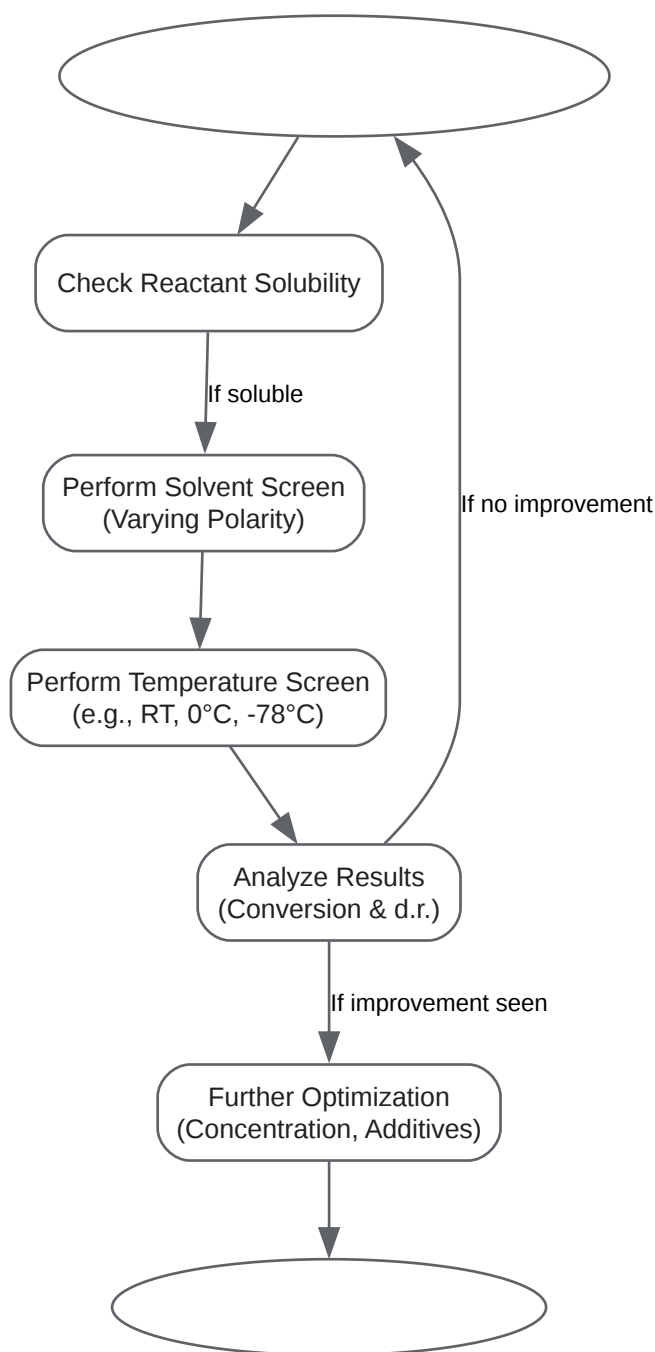 Check Reactant Solubility
If soluble
Perform Solvent Screen
(Varying Polarity)
If no improvement
Perform Temperature Screen
(e.g., RT, 0°C, -78°C)
Analyze Results
(Conversion & d.r.)
If improvement seen
Further Optimization
(Concentration, Additives)